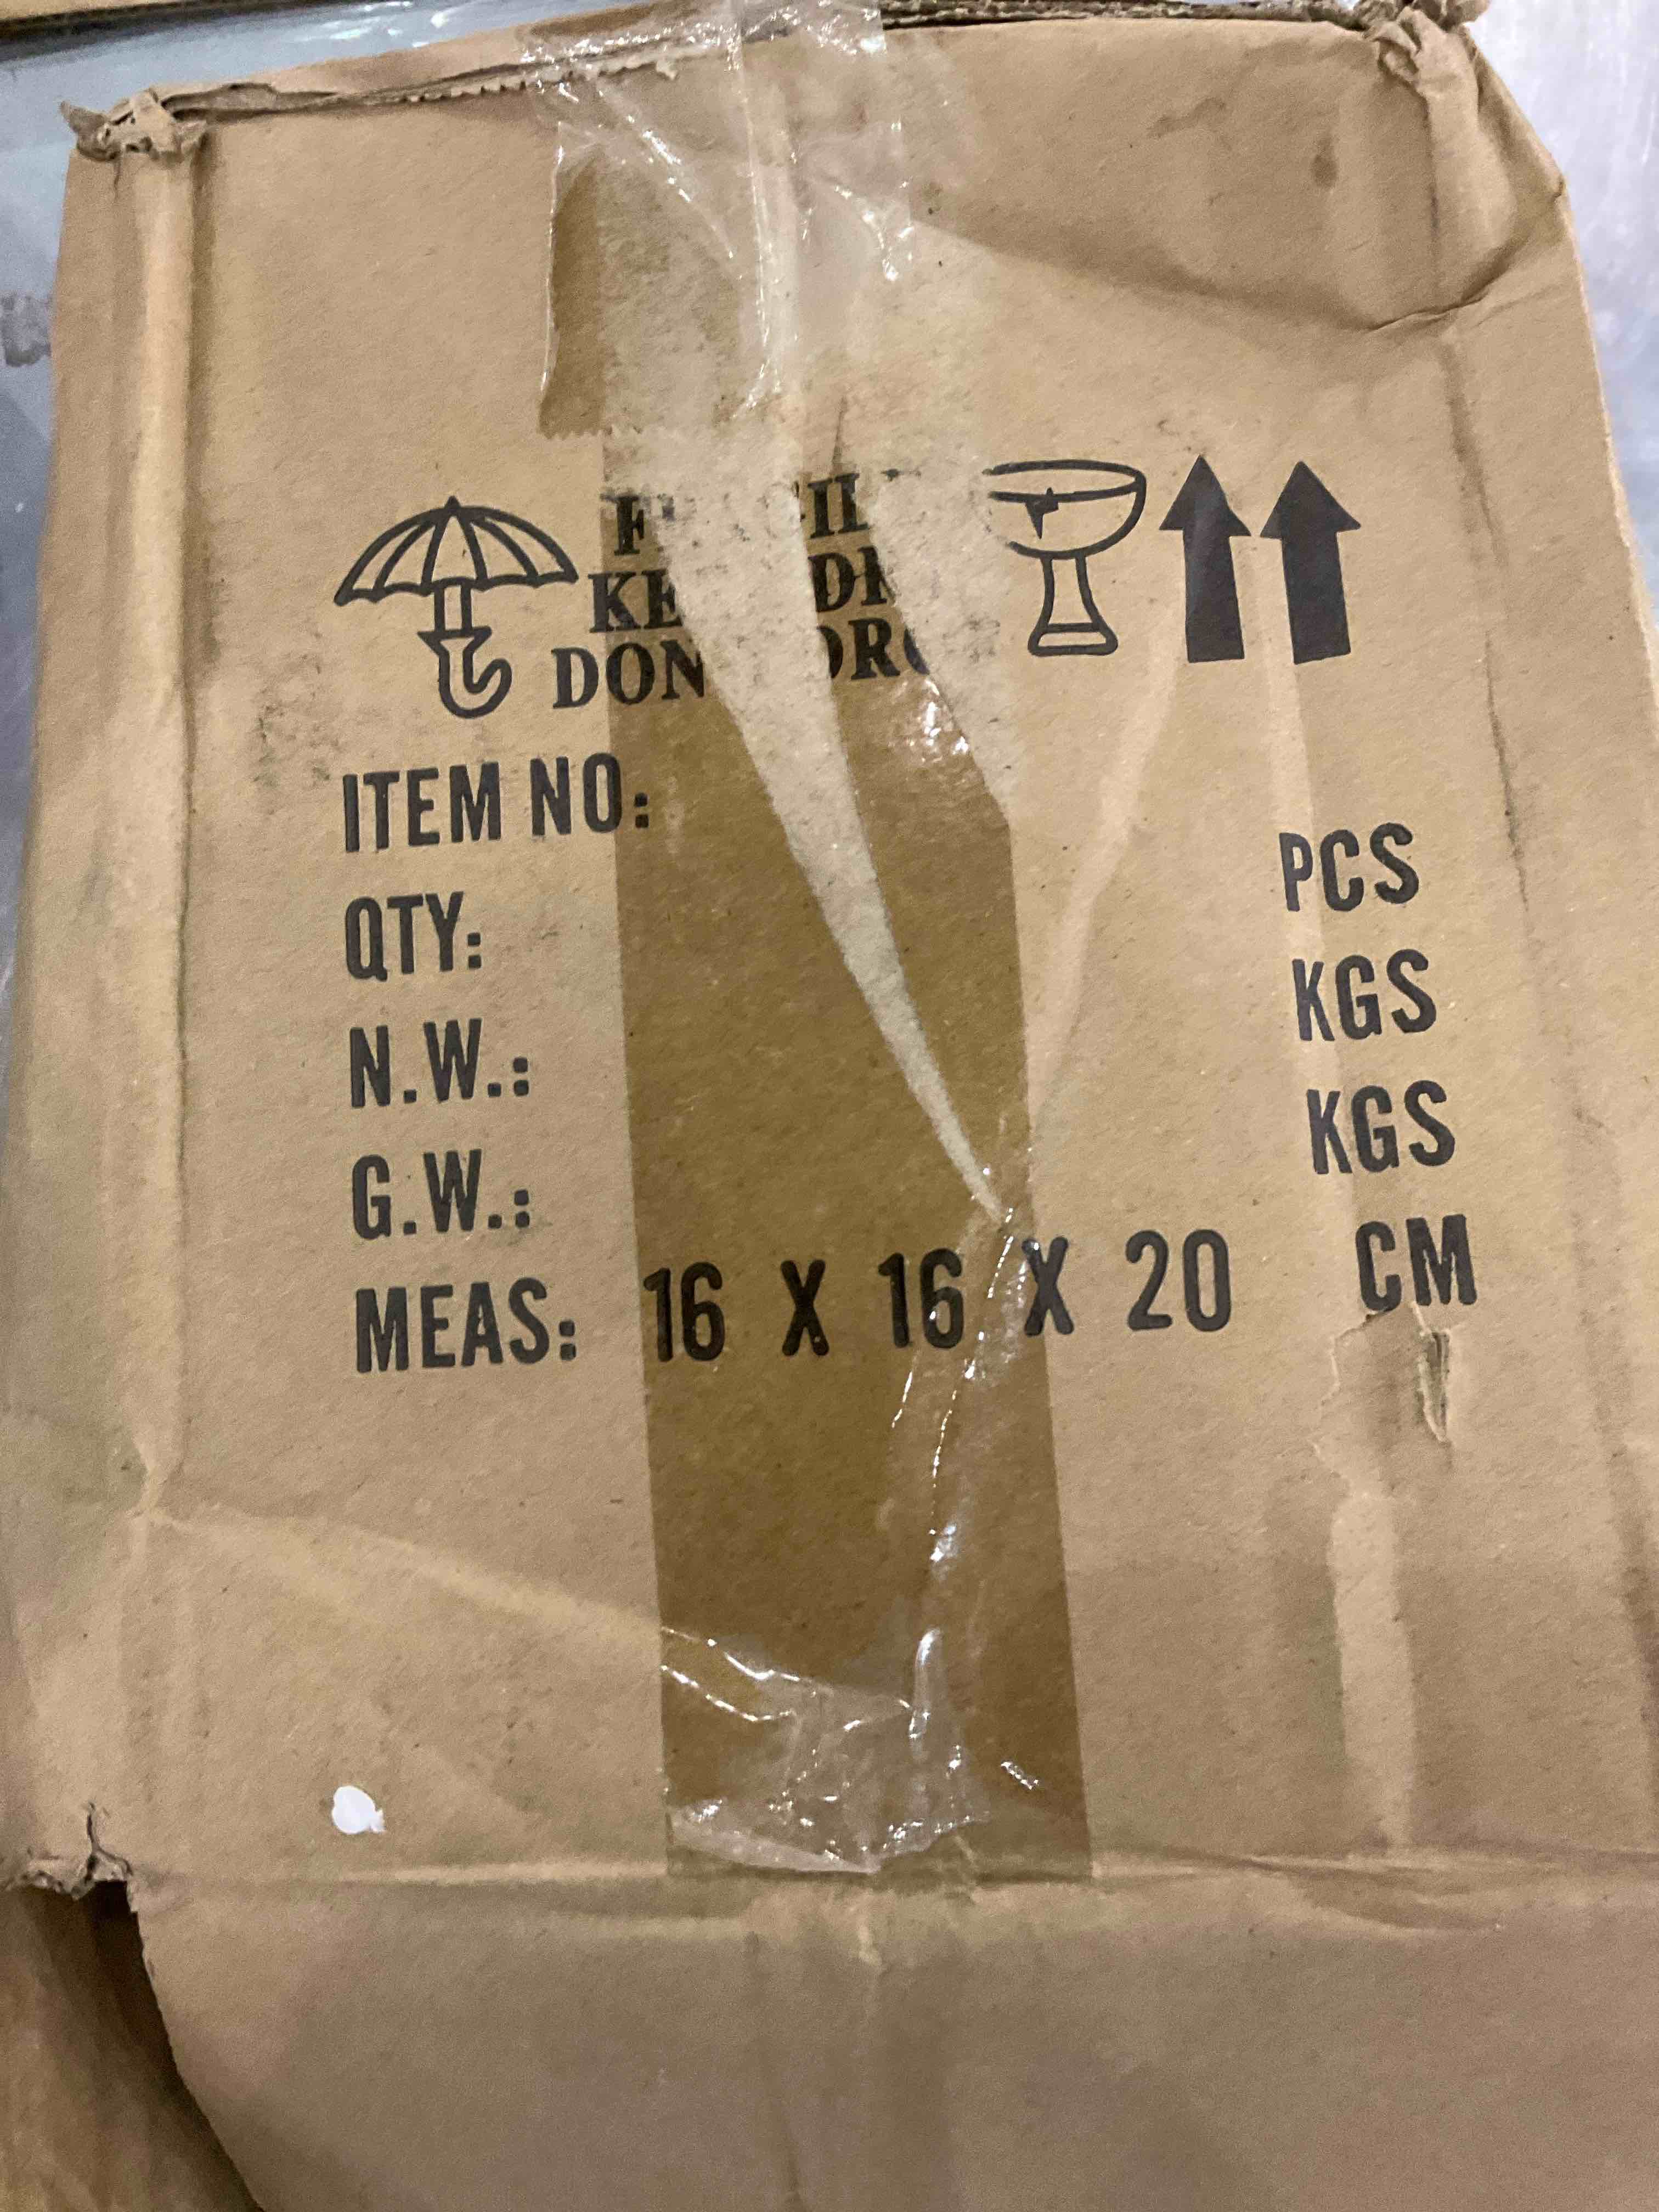 ITEM NO:
QTY: PCS
N.W.: KGS
G.W.: KGS
MEAS: 16 X 16 X 20 CM